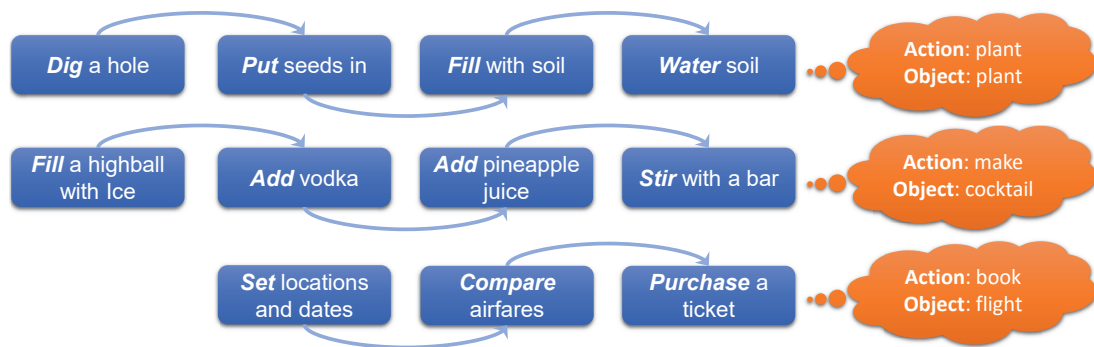 Dig a hole
Put seeds in
Fill with soil
Water soil
Action: plant
Object: plant
Fill a highball
with Ice
Add vodka
Add pineapple
juice
Stir with a bar
Action: make
Object: cocktail
Set locations
and dates
Compare
airfares
Purchase a
ticket
Action: book
Object: flight